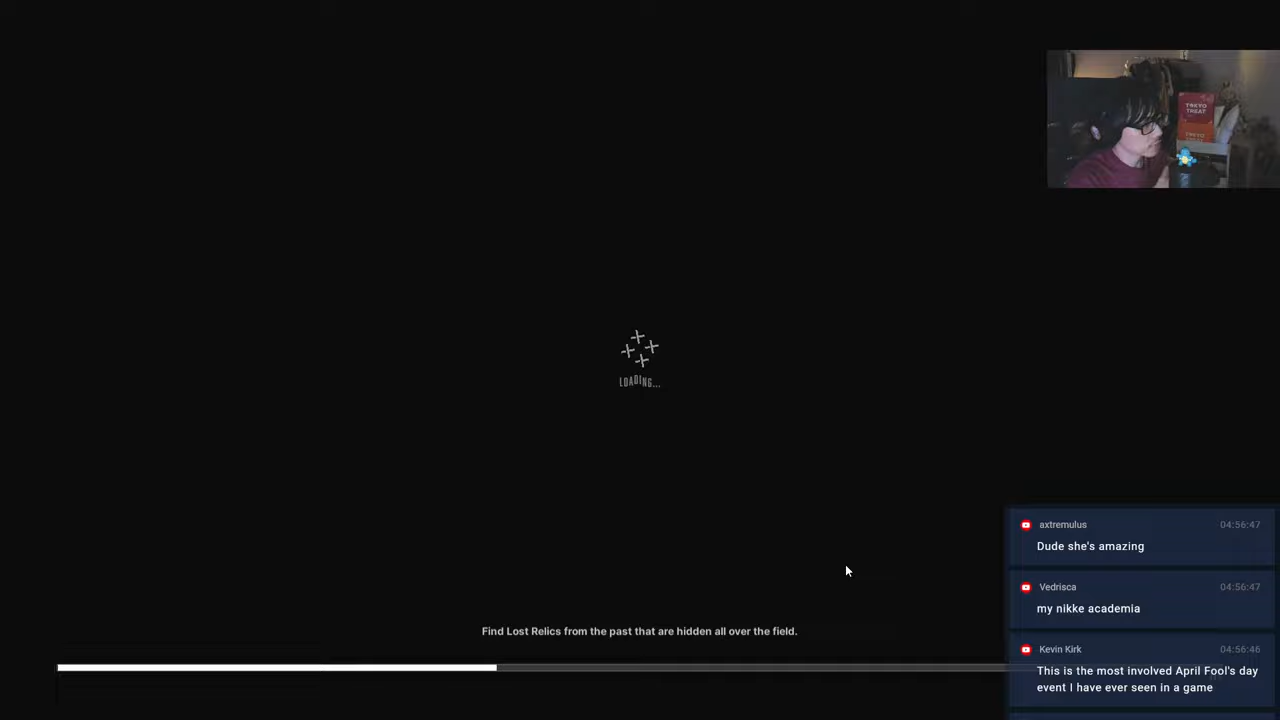 TOKYO
TREAT
TOKYO
LOADING...
axtremulus 04:56:47
Dude she's amazing
Vedrisca 04:56:47
my nikke academia
Find Lost Relics from the past that are hidden all over the field.
Kevin Kirk 04:56:46
This is the most involved April Fool's day
event I have ever seen in a game